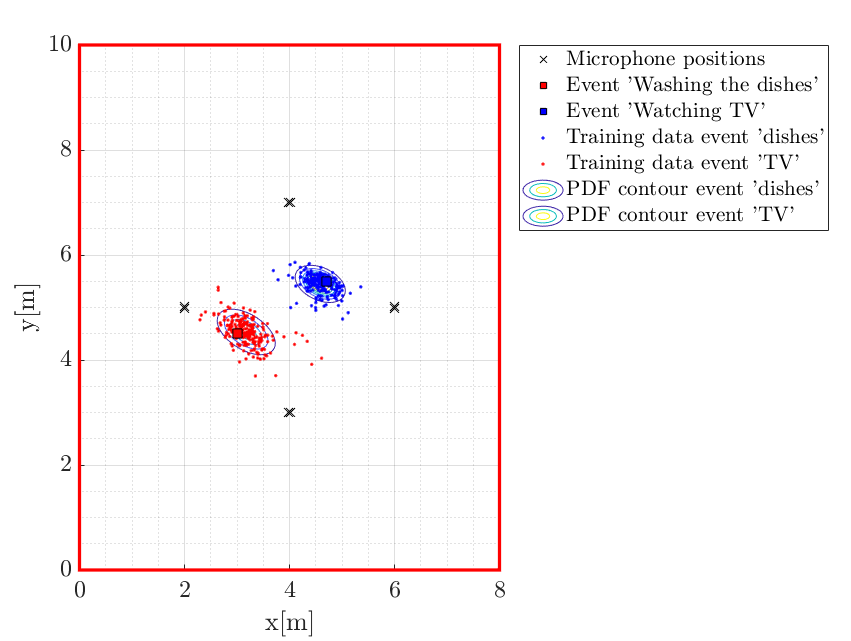 10
8
6
4
2
0
0 2 4 6 8
x[m]
y[m]
Microphone positions
Event 'Washing the dishes'
Event 'Watching TV'
Training data event 'dishes'
Training data event 'TV'
PDF contour event 'dishes'
PDF contour event 'TV'